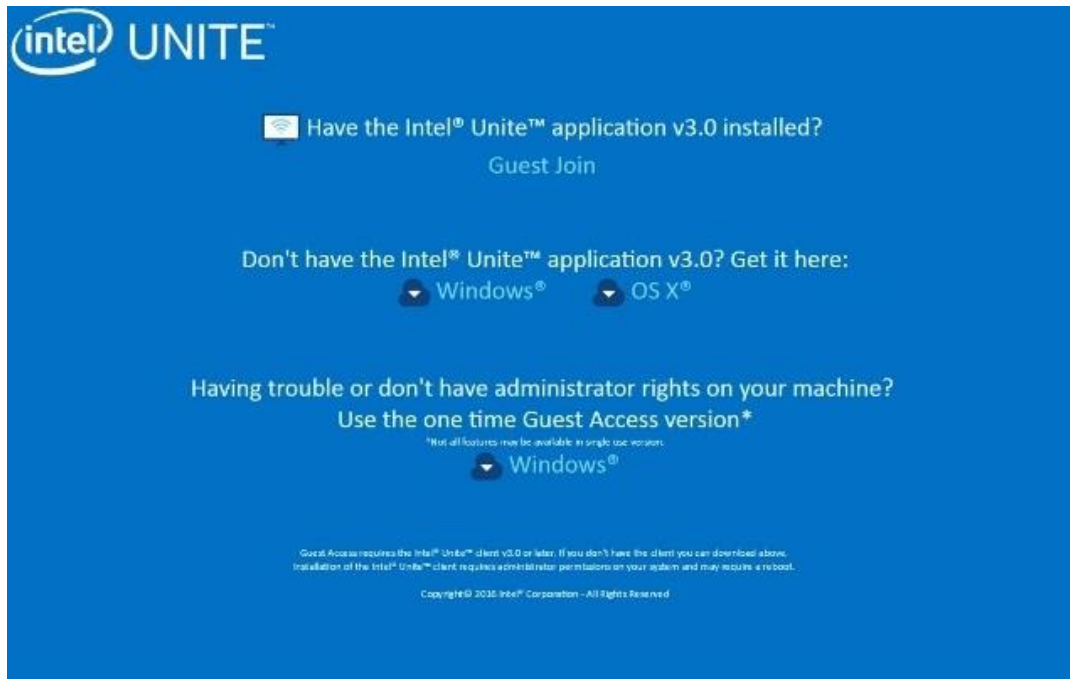 intel UNITE™
Have the Intel® Unite™ application v3.0 installed?
Guest Join
Don't have the Intel® Unite™ application v3.0? Get it here:
Windows® OS X®
Having trouble or don't have administrator rights on your machine?
Use the one time Guest Access version*
*Not all features may be available in single use version.
Windows®
Guest Access requires the Intel® Unite™ client v3.0 or later. If you don't have the client you can download above.
Installation of the Intel® Unite™ client requires administrator permissions on your system and may require a reboot.
Copyright© 2016 Intel® Corporation - All Rights Reserved